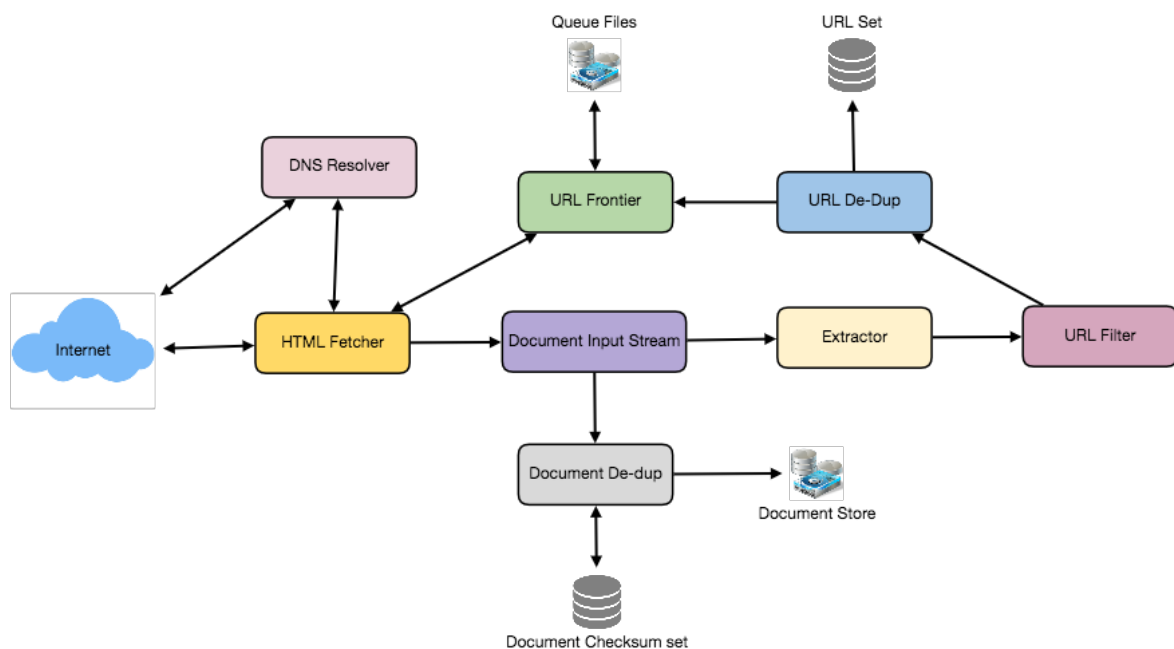 Queue Files
URL Set
DNS Resolver
URL Frontier
URL De-Dup
Internet
HTML Fetcher
Document Input Stream
Extractor
URL Filter
Document De-dup
Document Store
Document Checksum set